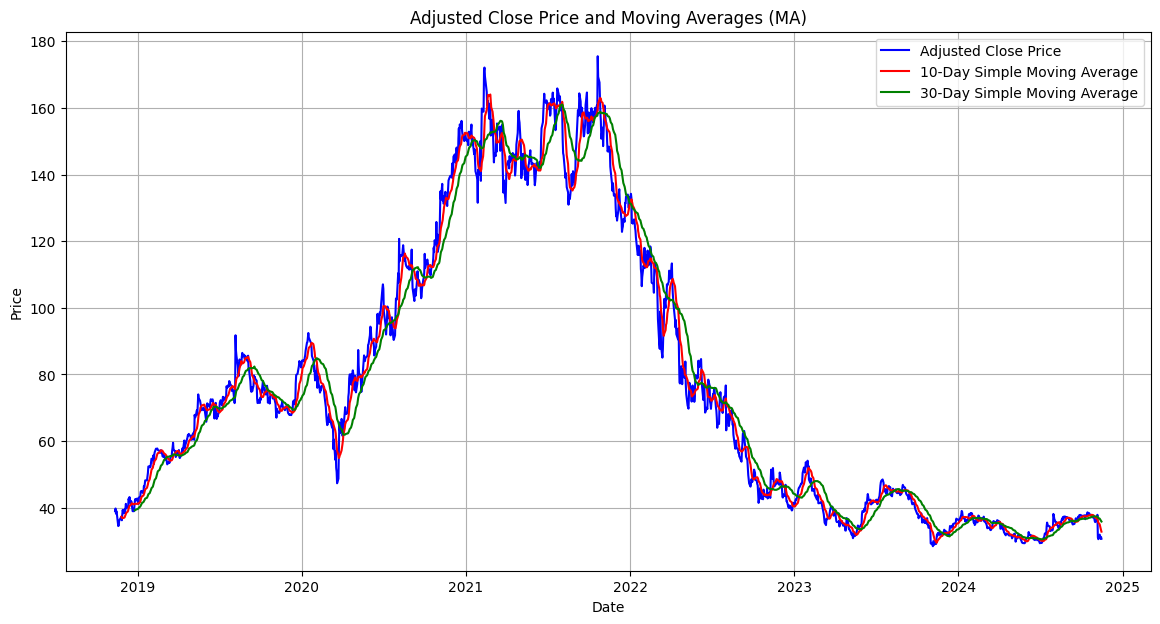 Adjusted Close Price and Moving Averages (MA)
Adjusted Close Price
10-Day Simple Moving Average
30-Day Simple Moving Average
Price
180
160
140
120
100
80
60
40
2019 2020 2021 2022 2023 2024 2025
Date